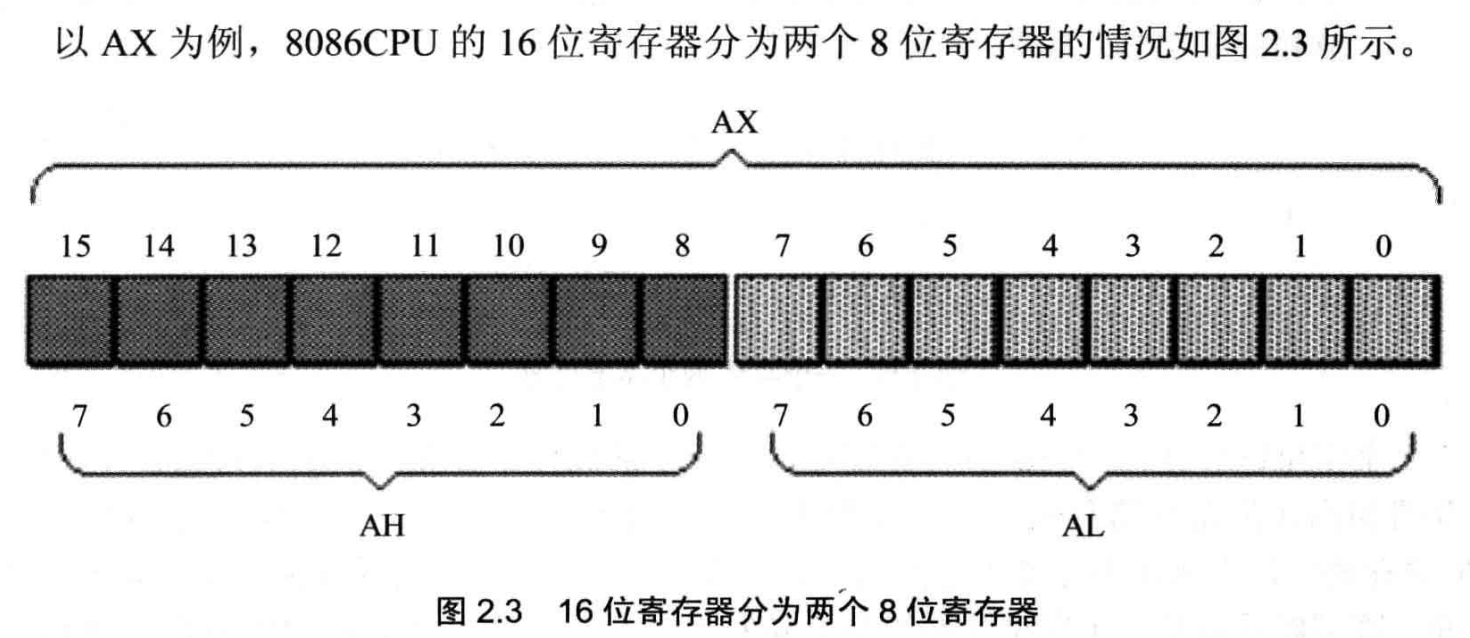 以 AX 为例，8086CPU 的 16 位寄存器分为两个 8 位寄存器的情况如图 2.3 所示。
AX
15 14 13 12 11 10 9 8 7 6 5 4 3 2 1 0
7 6 5 4 3 2 1 0 7 6 5 4 3 2 1 0
AH AL
图 2.3 16 位寄存器分为两个 8 位寄存器